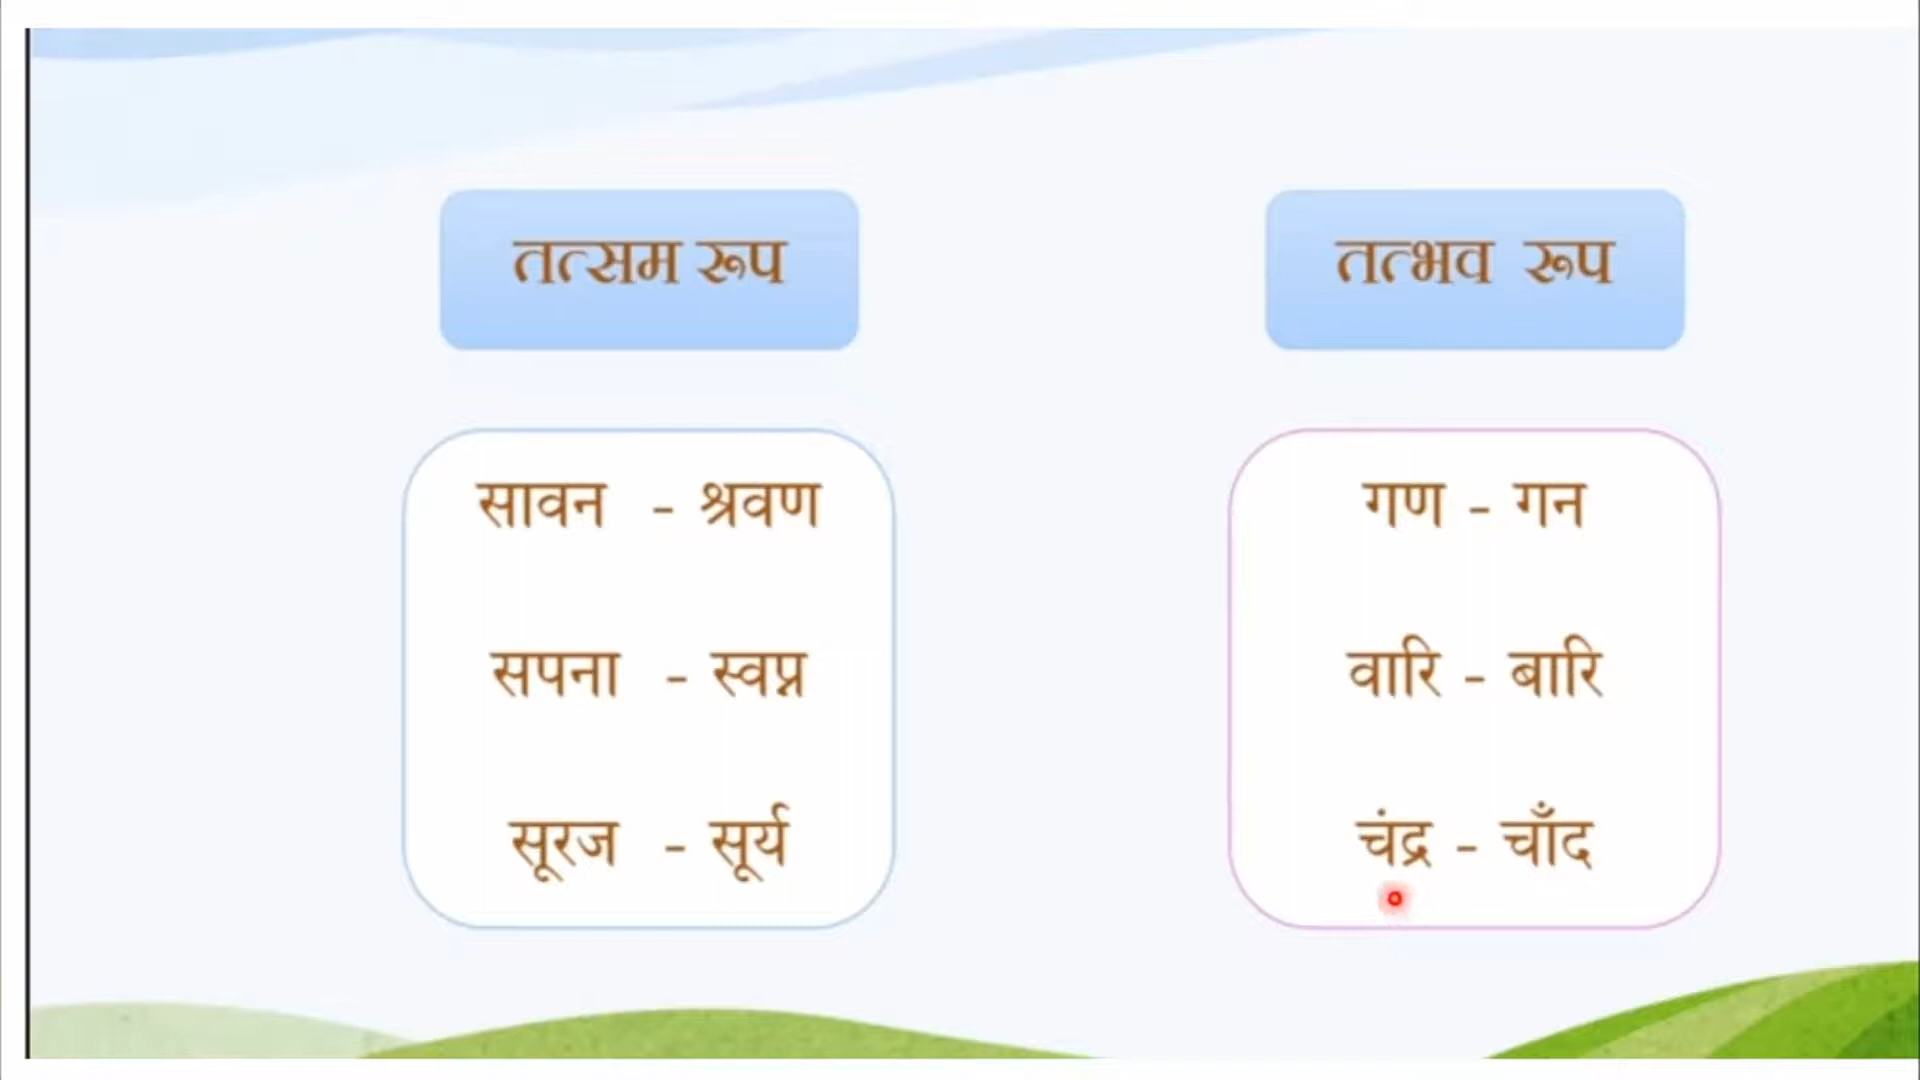 तत्सम रूप
सावन - श्रवण
सपना - स्वप्न
सूरज - सूर्य
तत्भव रूप
गण - गन
वारि - बारि
चंद्र - चाँद